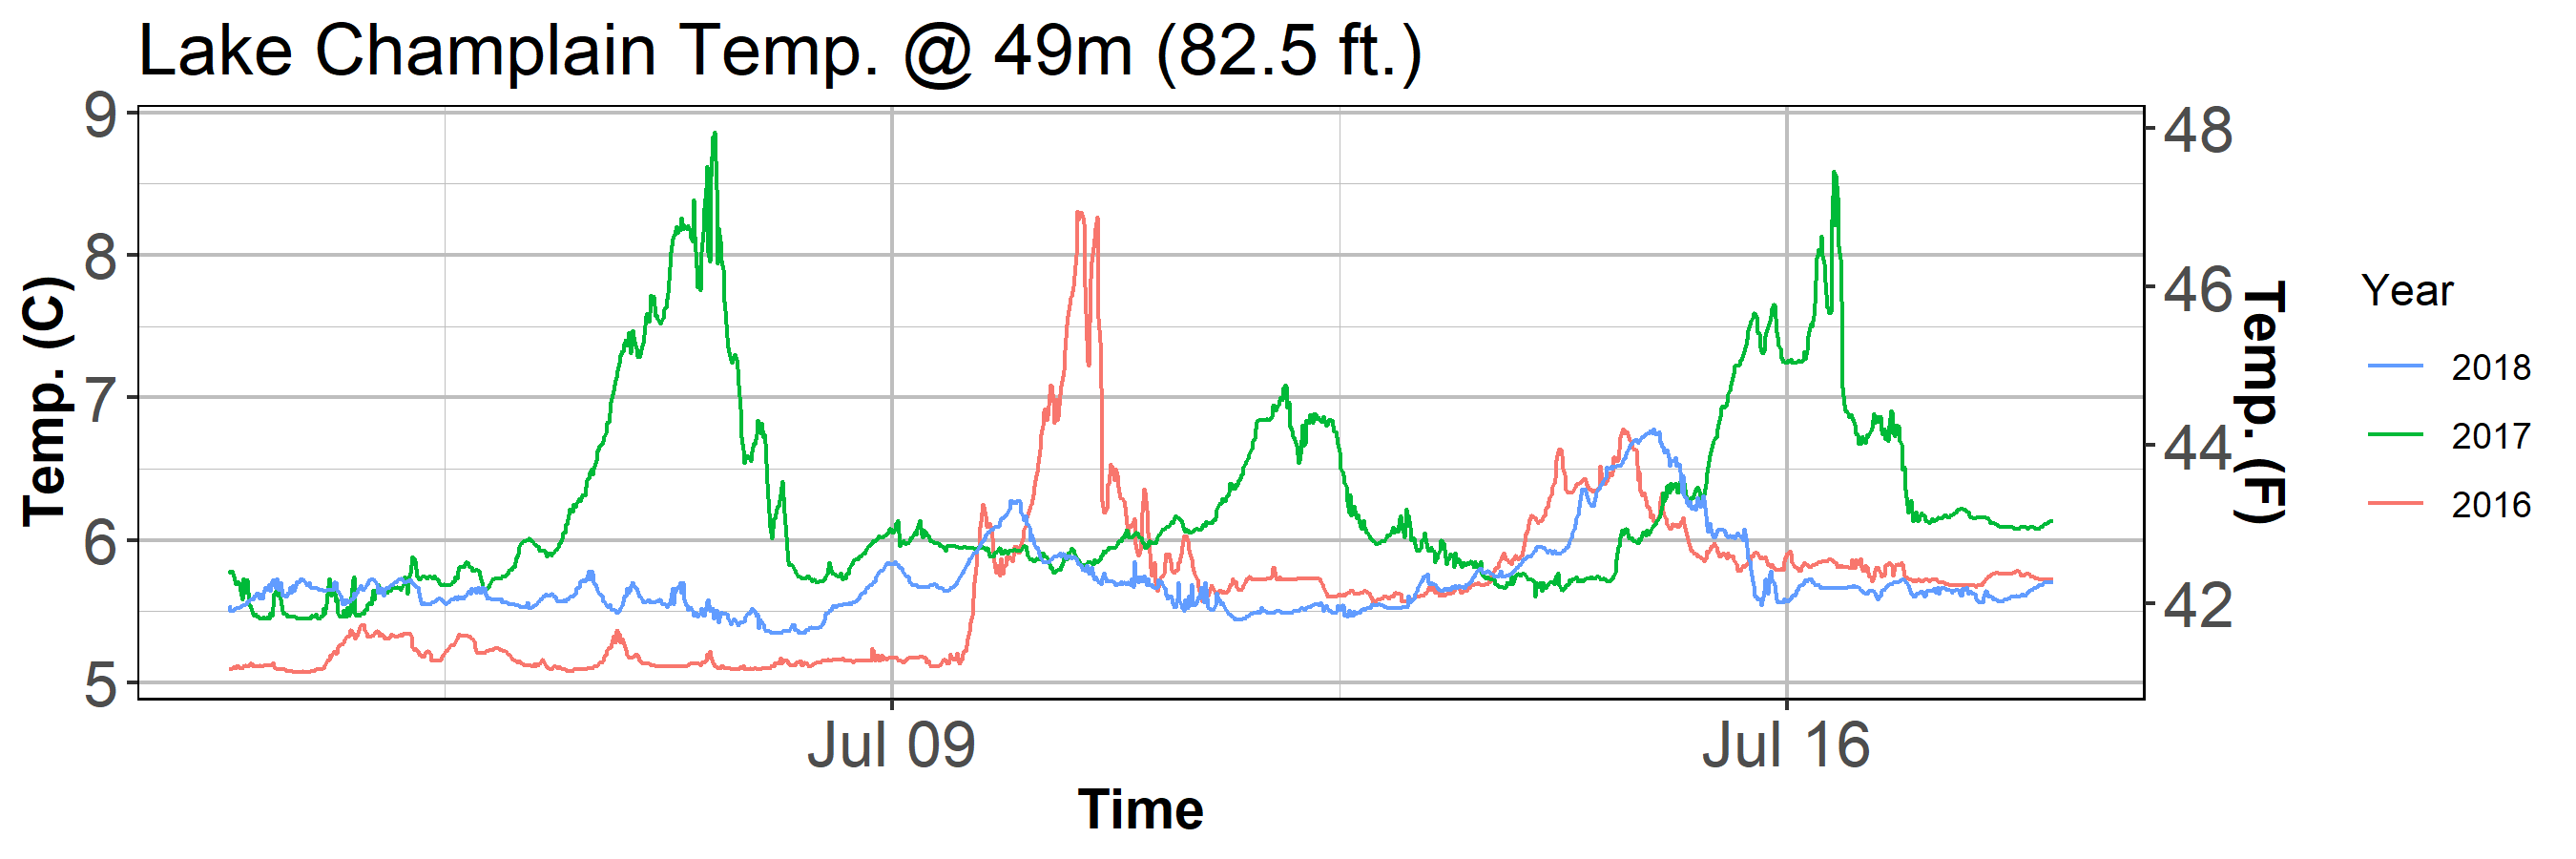 Lake Champlain Temp. @ 49m (82.5 ft.)
9
8
7
6
5
Temp. (C)
48
46
44
42
Temp. (F)
Jul 09
Jul 16
Time
Year
2018
2017
2016